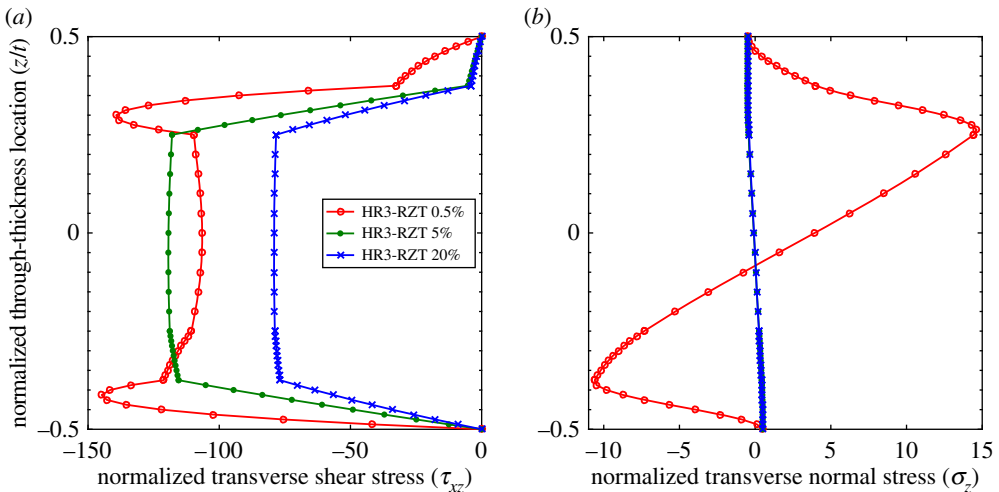 (a)
(b)
normalized through-thickness location (z/t)
0.5
0
−0.5
−150
−100
−50
0
normalized transverse shear stress (τxz)
HR3-RZT 0.5%
HR3-RZT 5%
HR3-RZT 20%
0.5
0
−0.5
−10
−5
0
5
10
15
normalized transverse normal stress (σz)